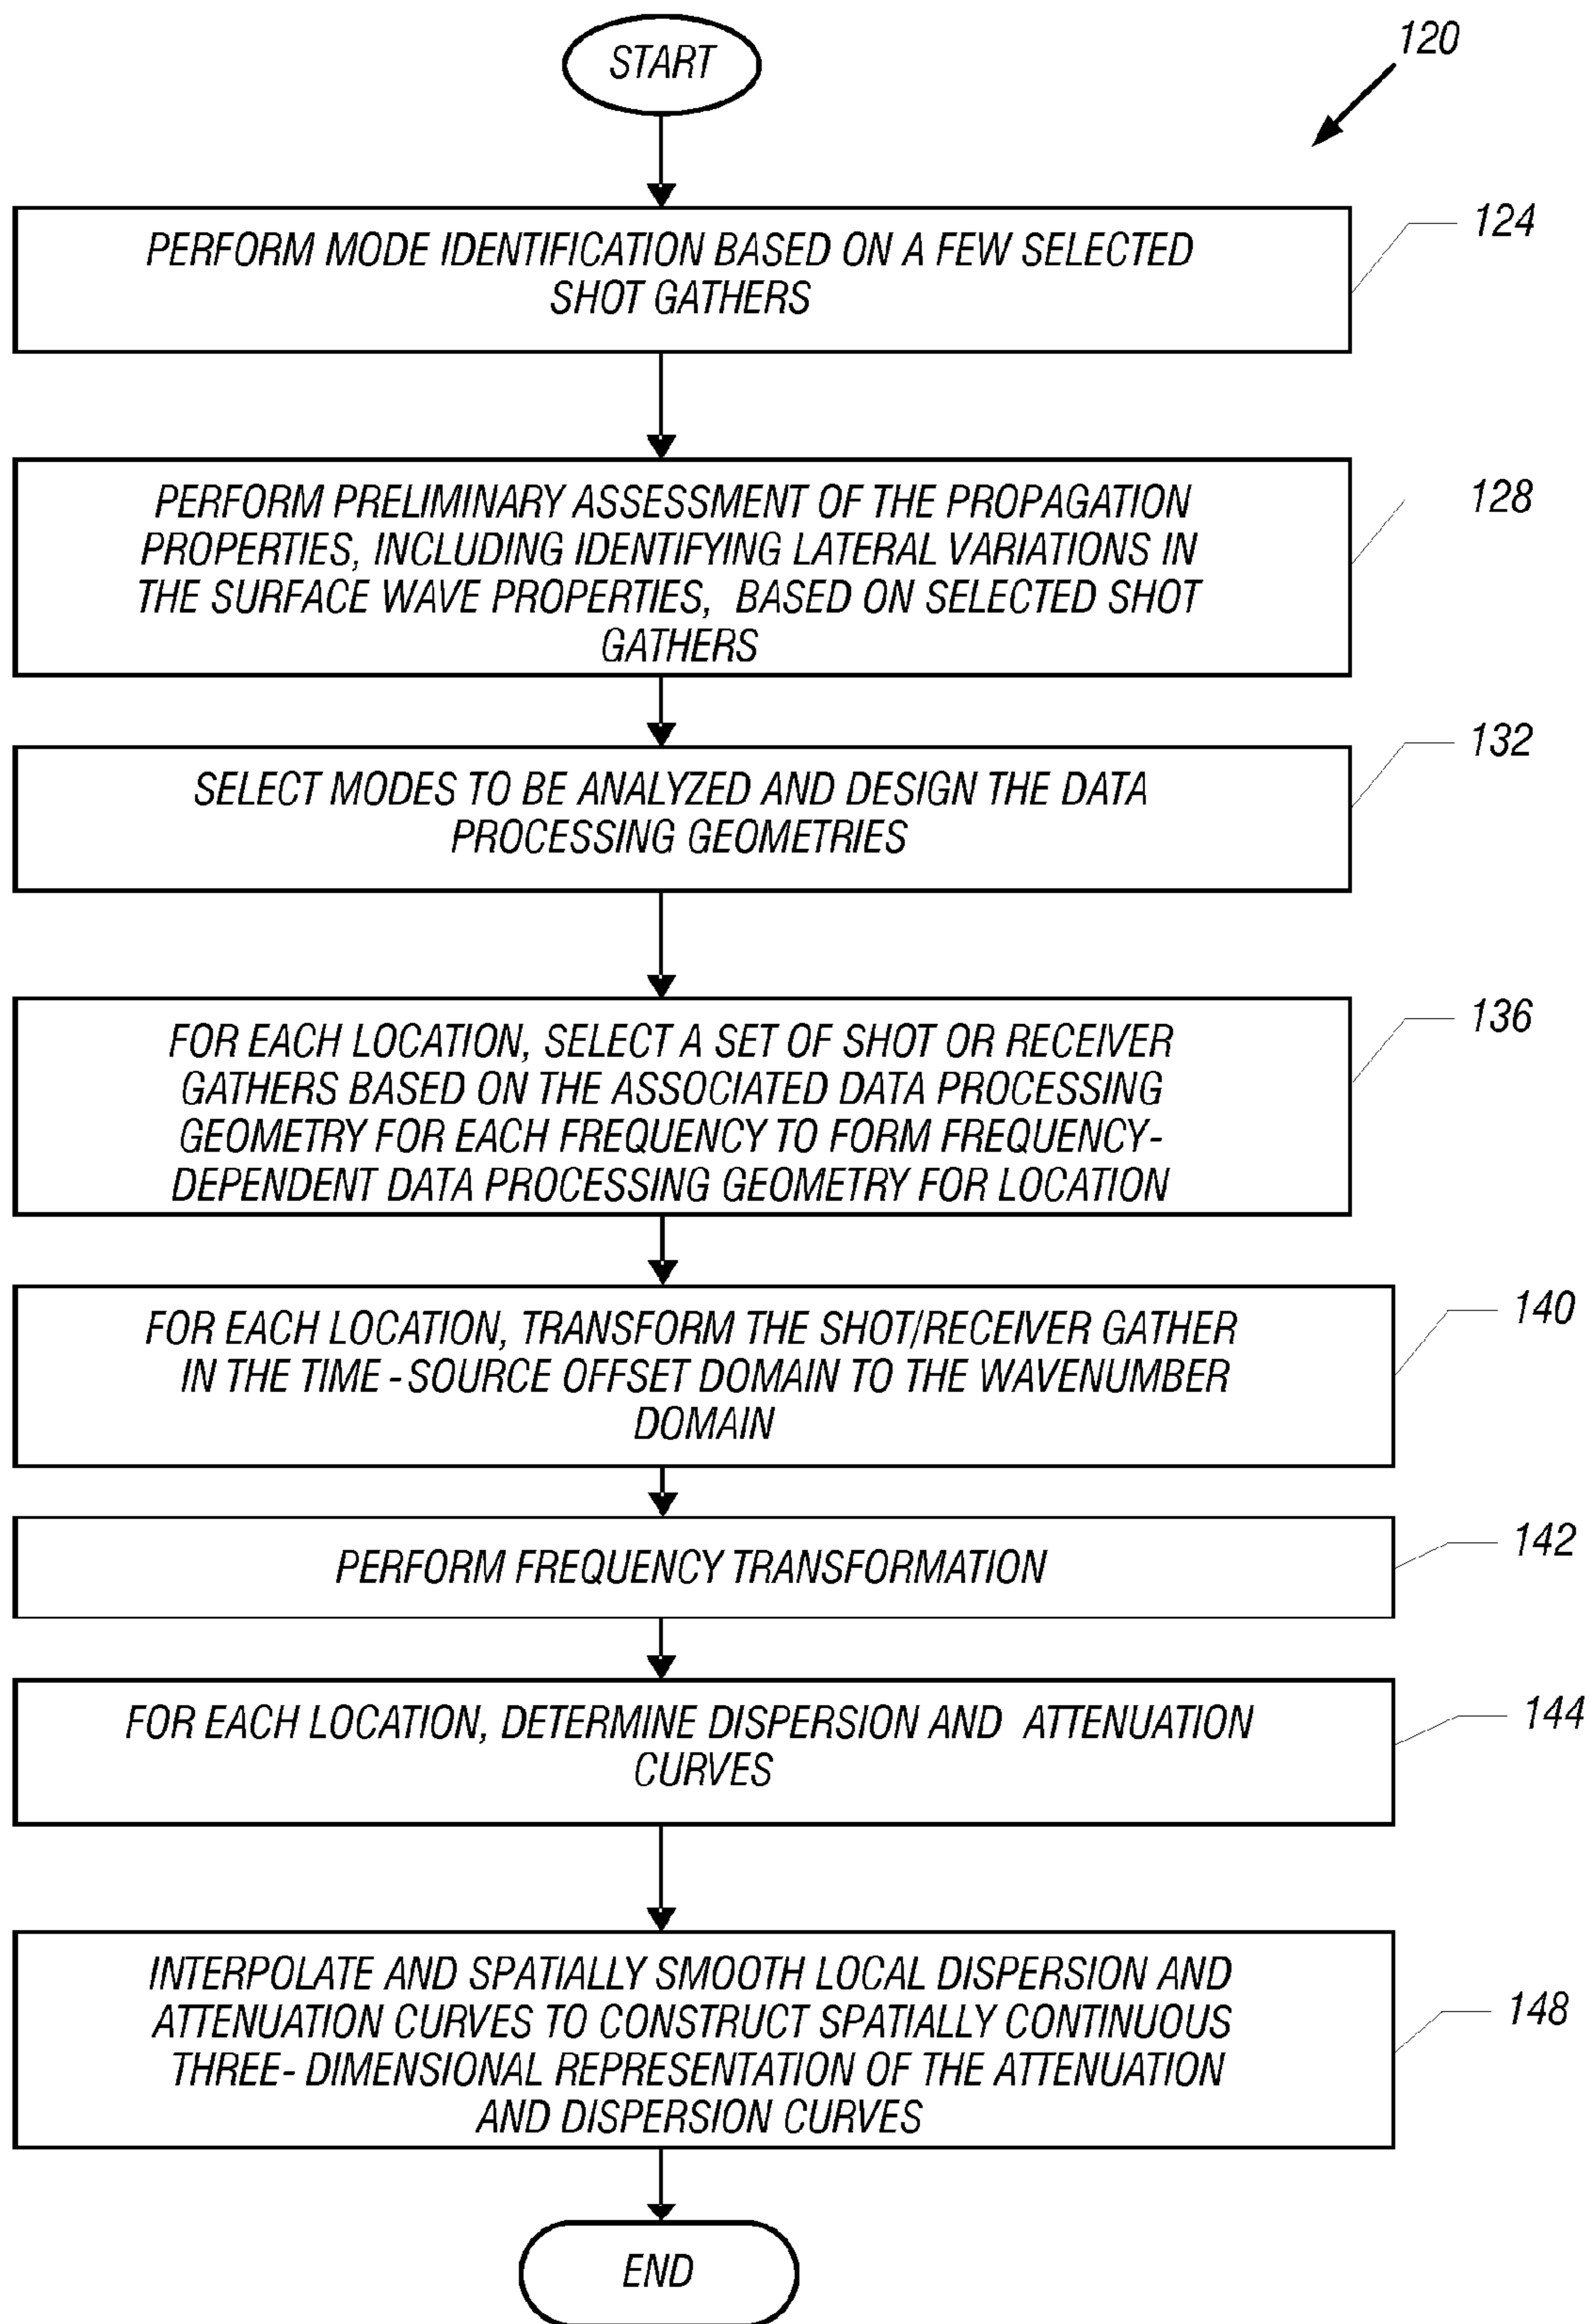 START
120
PERFORM MODE IDENTIFICATION BASED ON A FEW SELECTED
SHOT GATHERS
124
PERFORM PRELIMINARY ASSESSMENT OF THE PROPAGATION
PROPERTIES, INCLUDING IDENTIFYING LATERAL VARIATIONS IN
THE SURFACE WAVE PROPERTIES, BASED ON SELECTED SHOT
GATHERS
128
SELECT MODES TO BE ANALYZED AND DESIGN THE DATA
PROCESSING GEOMETRIES
132
FOR EACH LOCATION, SELECT A SET OF SHOT OR RECEIVER
GATHERS BASED ON THE ASSOCIATED DATA PROCESSING
GEOMETRY FOR EACH FREQUENCY TO FORM FREQUENCY-
DEPENDENT DATA PROCESSING GEOMETRY FOR LOCATION
136
FOR EACH LOCATION, TRANSFORM THE SHOT/RECEIVER GATHER
IN THE TIME - SOURCE OFFSET DOMAIN TO THE WAVENUMBER
DOMAIN
140
PERFORM FREQUENCY TRANSFORMATION
142
FOR EACH LOCATION, DETERMINE DISPERSION AND ATTENUATION
CURVES
144
INTERPOLATE AND SPATIALLY SMOOTH LOCAL DISPERSION AND
ATTENUATION CURVES TO CONSTRUCT SPATIALLY CONTINUOUS
THREE- DIMENSIONAL REPRESENTATION OF THE ATTENUATION
AND DISPERSION CURVES
148
END